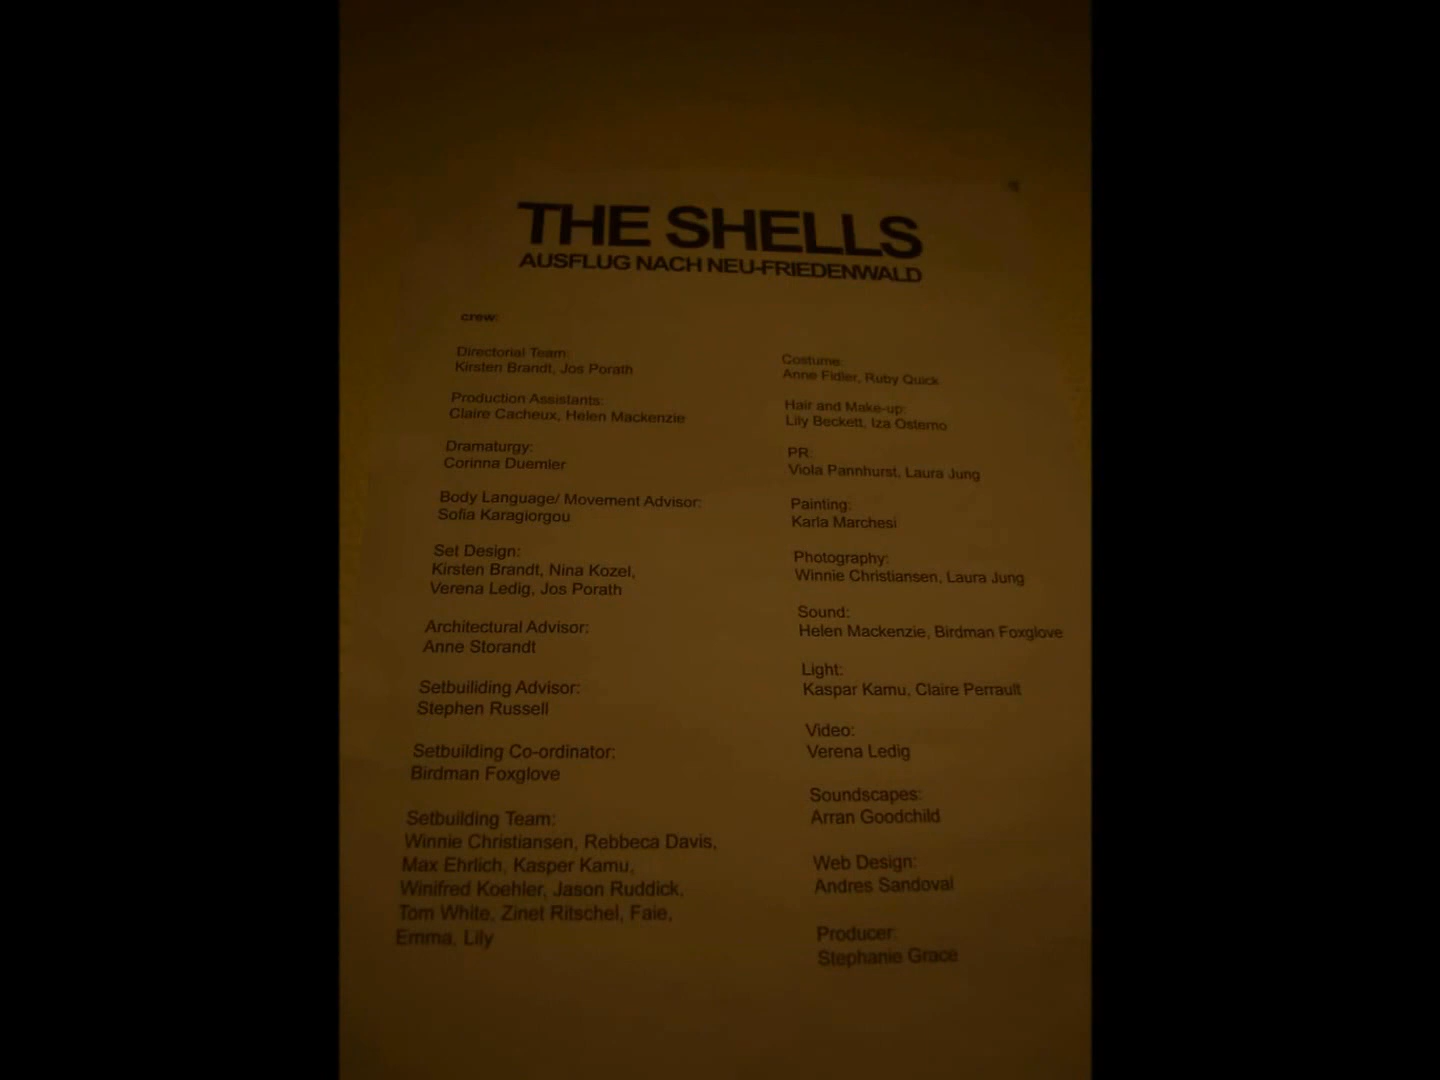 THE SHELLS
AUSFLUG NACH NEU-FRIEDENWALD
crew:
Directorial Team:
Kirsten Brandt, Jos Porath
Production Assistants:
Claire Cacheux, Helen Mackenzie
Dramaturgy:
Corinna Duemler
Body Language/ Movement Advisor:
Sofia Karagiorgou
Set Design:
Kirsten Brandt, Nina Kozel,
Verena Ledig, Jos Porath
Architectural Advisor:
Anne Storandt
Setbuiliding Advisor:
Stephen Russell
Setbuilding Co-ordinator:
Birdman Foxglove
Setbuilding Team:
Winnie Christiansen, Rebbeca Davis,
Max Ehrlich, Kasper Kamu,
Winifred Koehler, Jason Ruddick,
Tom White, Zinet Ritschel, Faie,
Emma, Lily
Costume:
Anne Fidler, Ruby Quick
Hair and Make-up:
Lily Beckett, Iza Ostemo
PR:
Viola Pannhurst, Laura Jung
Painting:
Karla Marchesi
Photography:
Winnie Christiansen, Laura Jung
Sound:
Helen Mackenzie, Birdman Foxglove
Light:
Kaspar Kamu, Claire Perrault
Video:
Verena Ledig
Soundscapes:
Arran Goodchild
Web Design:
Andres Sandoval
Producer:
Stephanie Grace